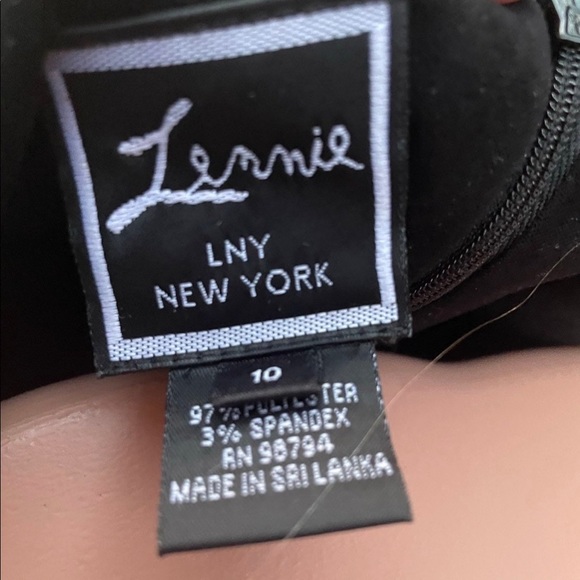 Lennie
LNY
NEW YORK
10
97% POLYESTER
3% SPANDEX
RN 98794
MADE IN SRI LANKA